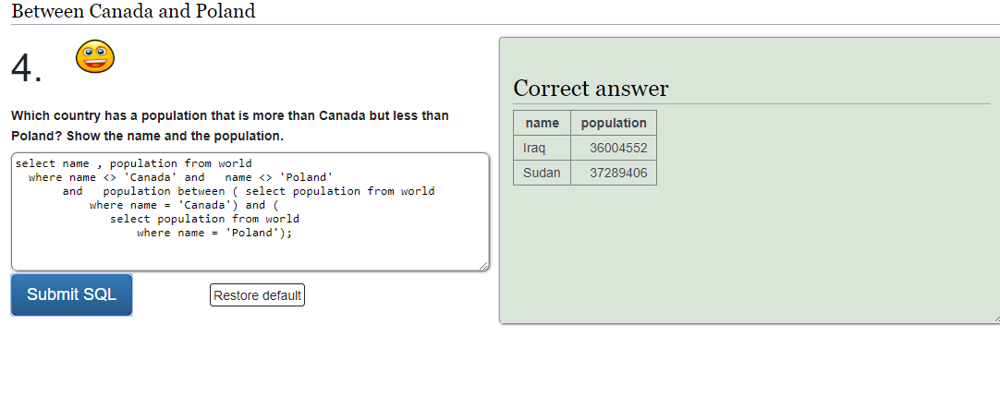 Between Canada and Poland
4.
Which country has a population that is more than Canada but less than
Poland? Show the name and the population.
select name , population from world
where name <> 'Canada' and name <> 'Poland'
and population between ( select population from world
where name = 'Canada') and (
select population from world
where name = 'Poland');
Submit SQL
Restore default
Correct answer
name population
Iraq 36004552
Sudan 37289406